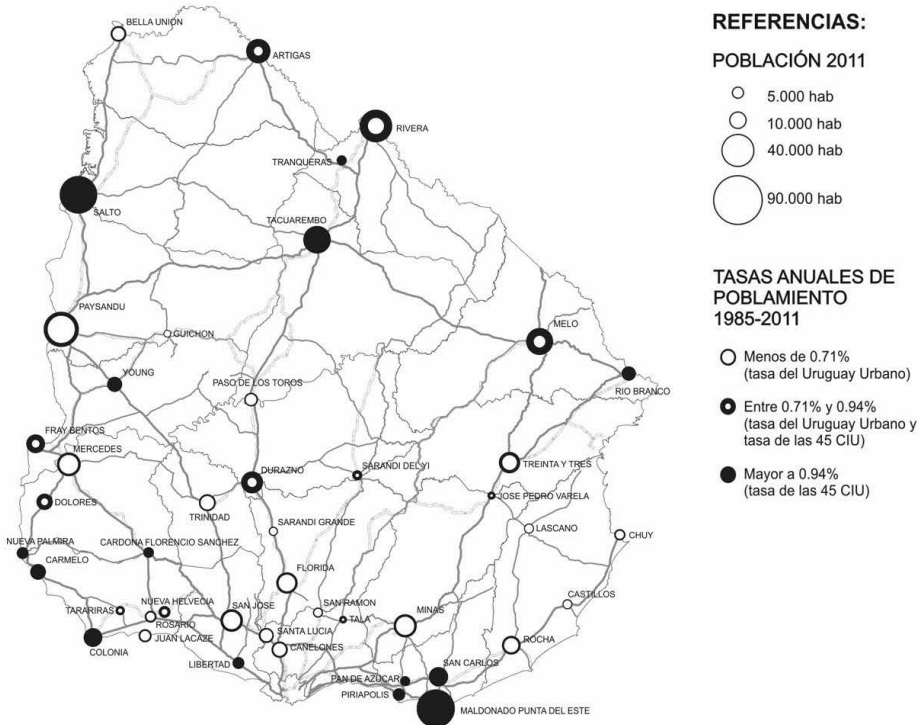 BELLA UNION
ARTIGAS
RIVERA
TRANQUERAS
SALTO
TACUAREMBO
PAYSANDU
GUICHON
MELO
YOUNG
PASO DE LOS TOROS
RIO BRANCO
FRAY BENTOS
MERCEDES
DURAZNO
SARANDI DEL YI
TREINTA Y TRES
DOLORES
TRINIDAD
JOSE PEDRO VARELA
SARANDI GRANDE
LASCANO
CHUY
NUEVA PALMIRA
CARDONA FLORENCIO SANCHEZ
CARMELO
FLORIDA
CASTILLOS
TARARIRAS
NUEVA HELVECIA
SAN JOSE
SAN RAMON
MINAS
ROSARIO
TALA
JUAN LACAZE
SANTA LUCIA
ROCHA
COLONIA
CANELONES
LIBERTAD
SAN CARLOS
PAN DE AZUCAR
PIRIAPOLIS
MALDONADO PUNTA DEL ESTE
REFERENCIAS:
POBLACIÓN 2011
5.000 hab
10.000 hab
40.000 hab
90.000 hab
TASAS ANUALES DE
POBLAMIENTO
1985-2011
Menos de 0.71%
(tasa del Uruguay Urbano)
Entre 0.71% y 0.94%
(tasa del Uruguay Urbano y
tasa de las 45 CIU)
Mayor a 0.94%
(tasa de las 45 CIU)